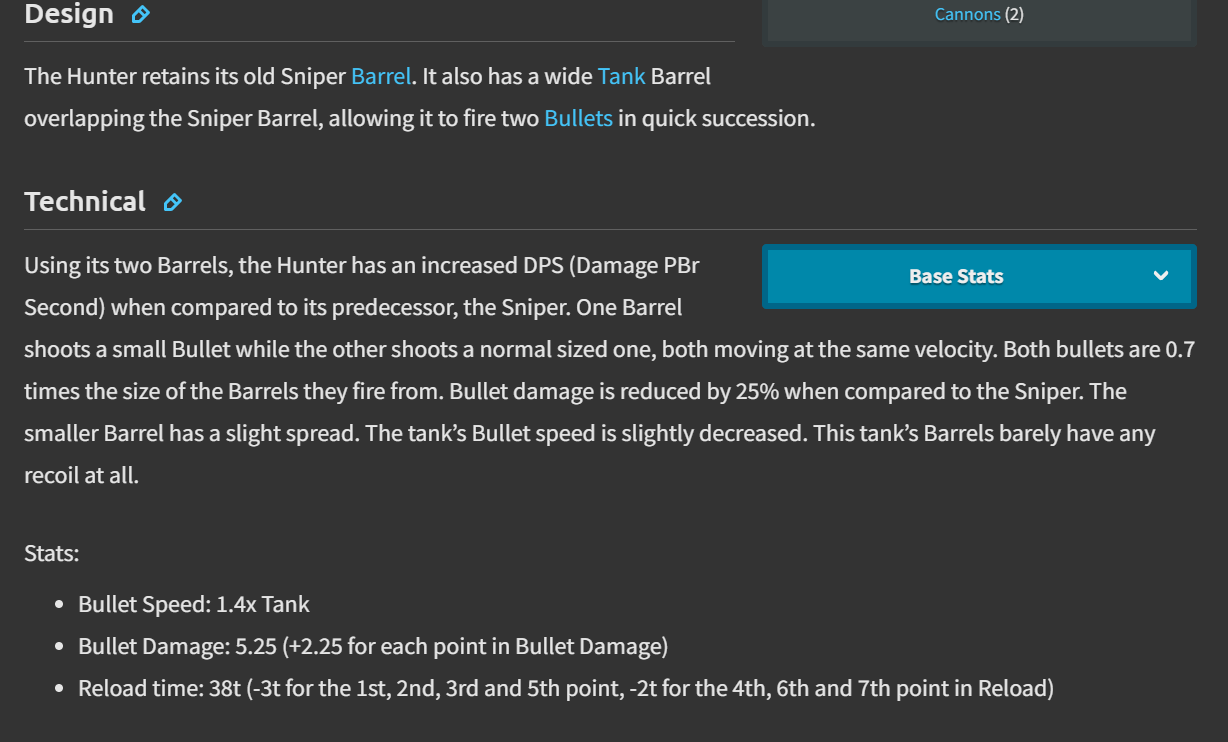 Design
Cannons (2)
The Hunter retains its old Sniper Barrel. It also has a wide Tank Barrel
overlapping the Sniper Barrel, allowing it to fire two Bullets in quick succession.
Technical
Base Stats
Using its two Barrels, the Hunter has an increased DPS (Damage PBr
Second) when compared to its predecessor, the Sniper. One Barrel
shoots a small Bullet while the other shoots a normal sized one, both moving at the same velocity. Both bullets are 0.7
times the size of the Barrels they fire from. Bullet damage is reduced by 25% when compared to the Sniper. The
smaller Barrel has a slight spread. The tank’s Bullet speed is slightly decreased. This tank’s Barrels barely have any
recoil at all.
Stats:
• Bullet Speed: 1.4x Tank
• Bullet Damage: 5.25 (+2.25 for each point in Bullet Damage)
• Reload time: 38t (-3t for the 1st, 2nd, 3rd and 5th point, -2t for the 4th, 6th and 7th point in Reload)